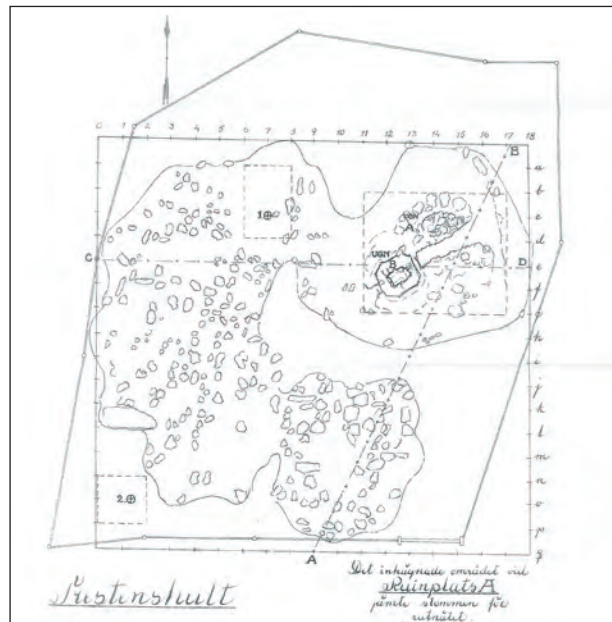 0 1 2 3 4 5 6 7 8 9 10 11 12 13 14 15 16 17 18
B
a
b
c
1
UGN
A
d
UGN
C
B
D
e
f
g
h
i
j
k
l
m
n
2
o
p
q
A
Det inhägnade området vid
Ruinplats A
jämte stommen för
rutnätet.